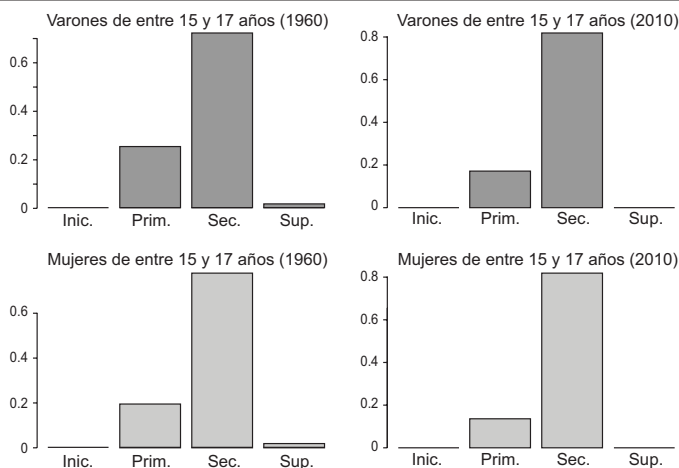 Varones de entre 15 y 17 años (1960)
0.6
0.4
0.2
0
Inic. Prim. Sec. Sup.
Varones de entre 15 y 17 años (2010)
0.8
0.6
0.4
0.2
0
Inic. Prim. Sec. Sup.
Mujeres de entre 15 y 17 años (1960)
0.6
0.4
0.2
0
Inic. Prim. Sec. Sup.
Mujeres de entre 15 y 17 años (2010)
0.8
0.6
0.4
0.2
0
Inic. Prim. Sec. Sup.